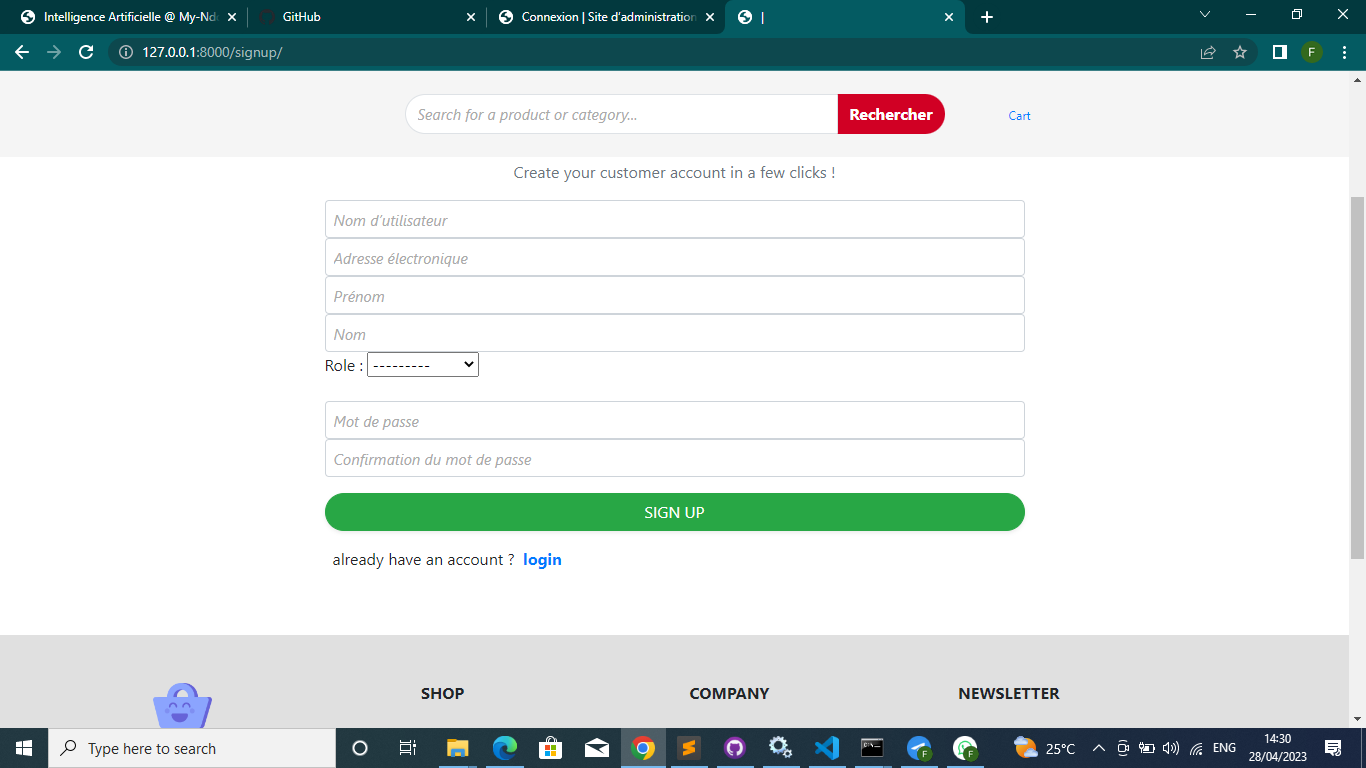 Intelligence Artificielle @ My-Nd
GitHub
Connexion | Site d'administration
|
127.0.0.1:8000/signup/
F
Search for a product or category...
Rechercher
Cart
Create your customer account in a few clicks !
Nom d'utilisateur
Adresse électronique
Prénom
Nom
Role : ---------
Mot de passe
Confirmation du mot de passe
SIGN UP
already have an account ? login
SHOP
COMPANY
NEWSLETTER
Type here to search
F
F
F
25°C
ENG
14:30
28/04/2023